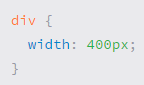 div {
  width: 400px;
}